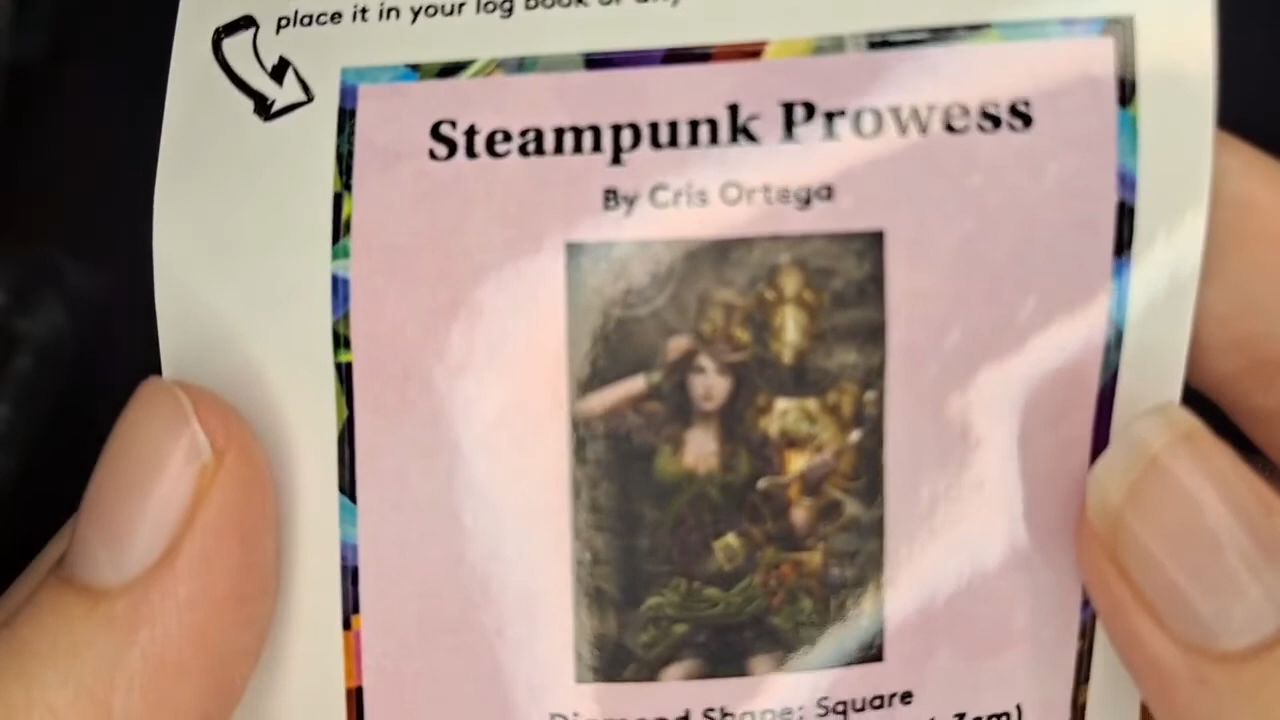 place it in your log book or
Steampunk Prowess
By Cris Ortega
Diamond Shape: Square